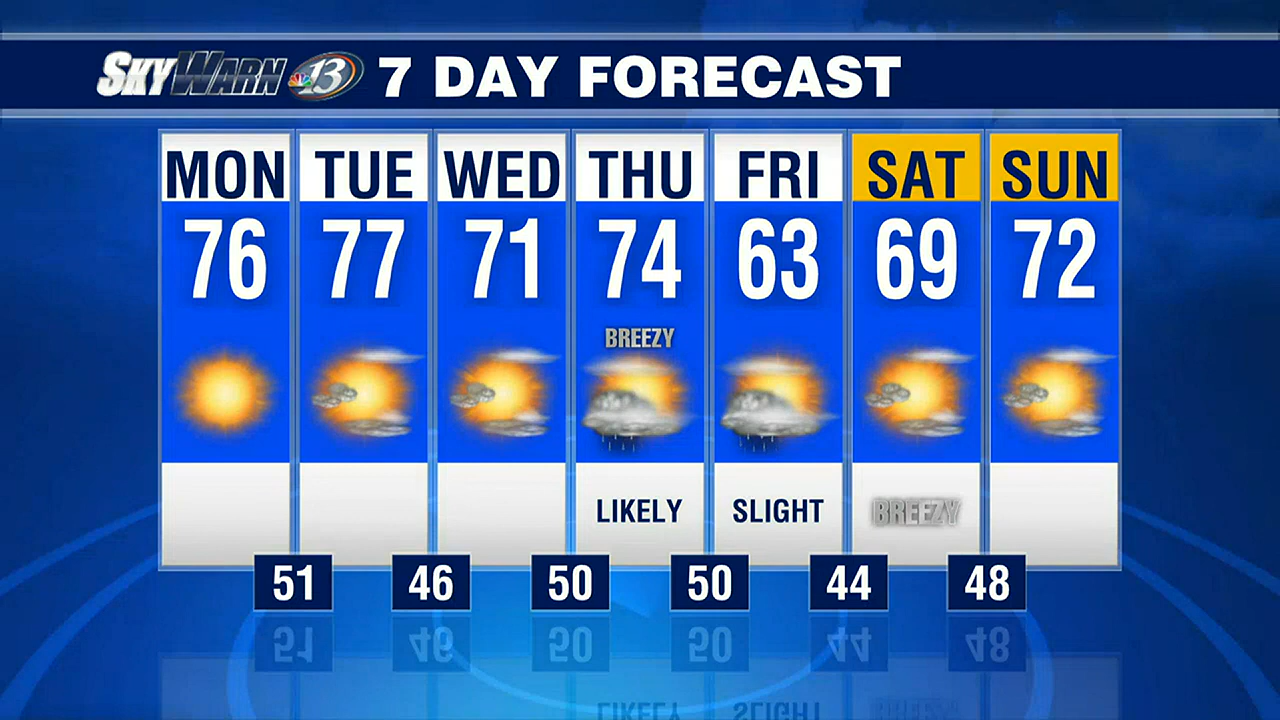 SKYWARN 13 7 DAY FORECAST
MON TUE WED THU FRI SAT SUN
76 77 71 74 63 69 72
BREEZY
LIKELY SLIGHT BREEZY
51 46 50 50 44 48